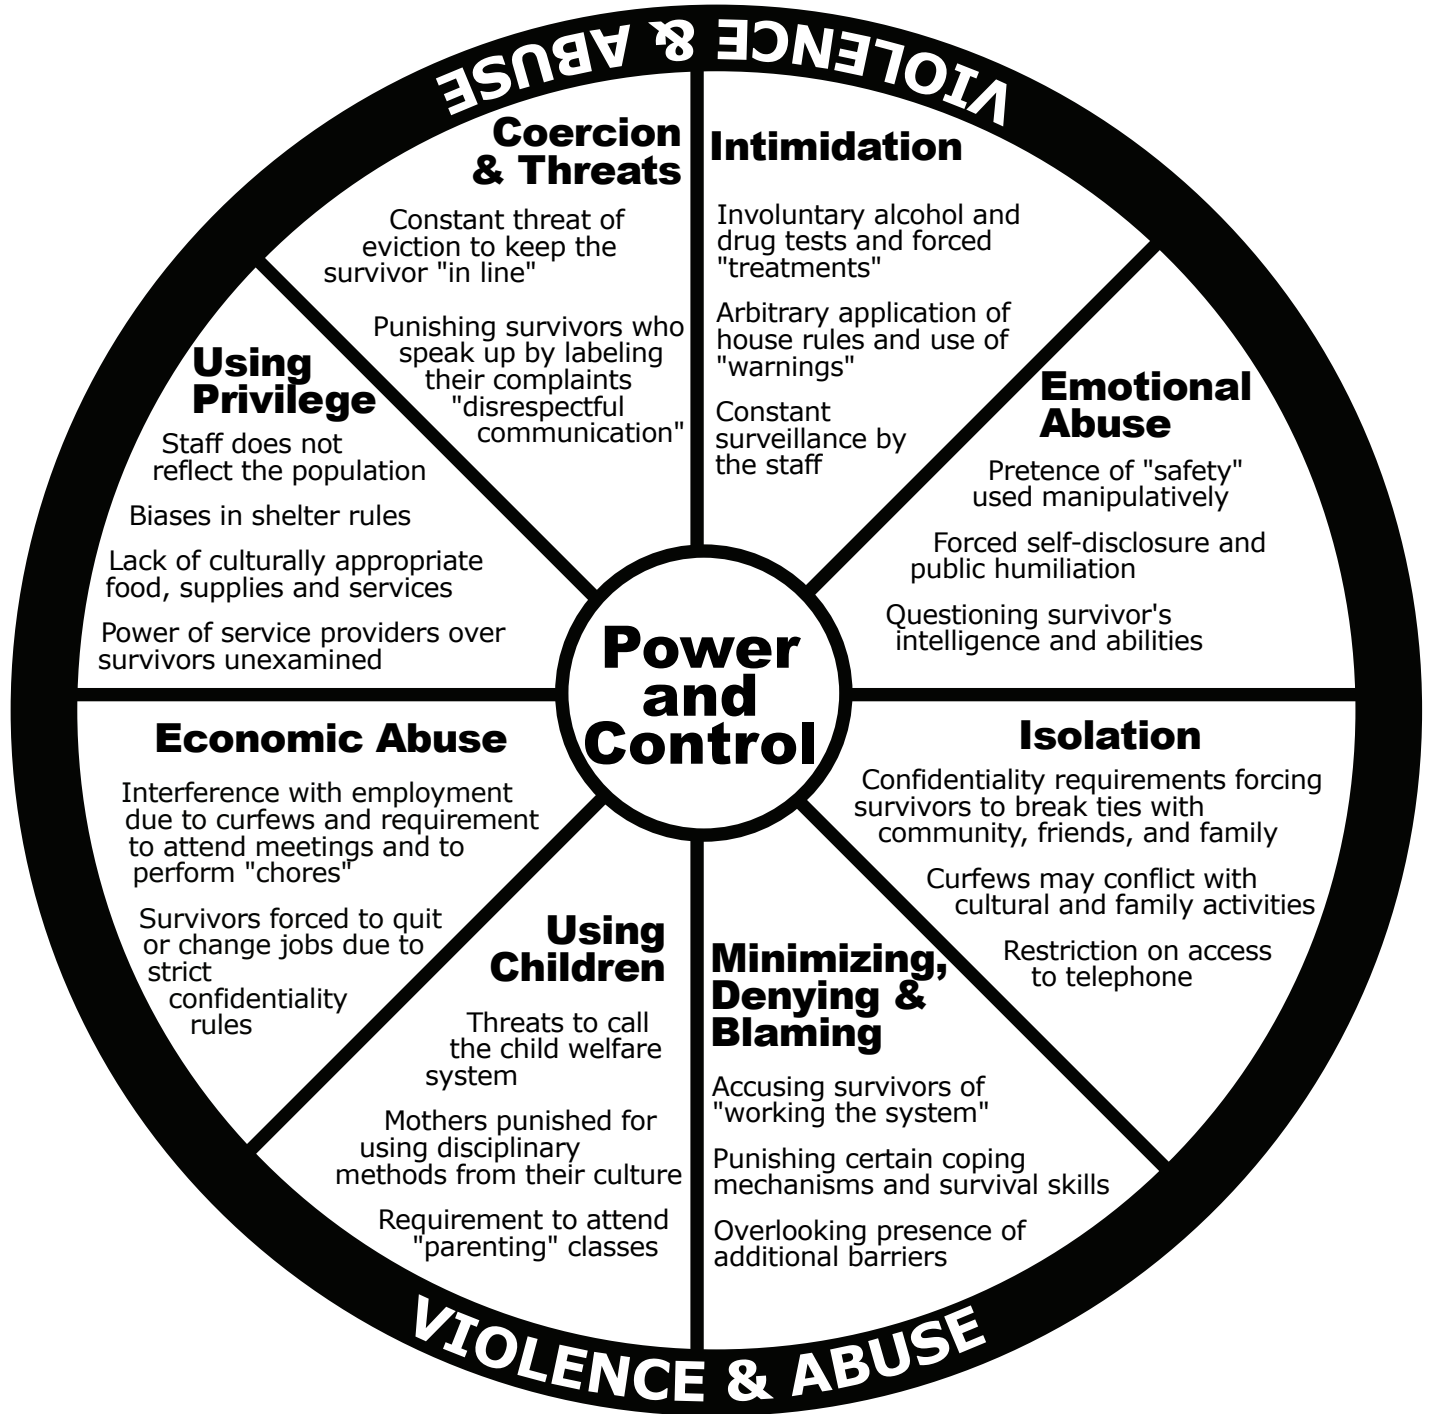 VIOLENCE & ABUSE
Coercion
& Threats
Constant threat of
eviction to keep the
survivor "in line"
Punishing survivors who
speak up by labeling
their complaints
"disrespectful
communication"
Intimidation
Involuntary alcohol and
drug tests and forced
"treatments"
Arbitrary application of
house rules and use of
"warnings"
Constant
surveillance by
the staff
Emotional
Abuse
Pretence of "safety"
used manipulatively
Forced self-disclosure and
public humiliation
Questioning survivor's
intelligence and abilities
Using
Privilege
Staff does not
reflect the population
Biases in shelter rules
Lack of culturally appropriate
food, supplies and services
Power of service providers over
survivors unexamined
Power
and
Control
Economic Abuse
Interference with employment
due to curfews and requirement
to attend meetings and to
perform "chores"
Survivors forced to quit
or change jobs due to
strict
confidentiality
rules
Isolation
Confidentiality requirements forcing
survivors to break ties with
community, friends, and family
Curfews may conflict with
cultural and family activities
Restriction on access
to telephone
Using
Children
Threats to call
the child welfare
system
Mothers punished for
using disciplinary
methods from their culture
Requirement to attend
"parenting" classes
Minimizing,
Denying &
Blaming
Accusing survivors of
"working the system"
Punishing certain coping
mechanisms and survival skills
Overlooking presence of
additional barriers
VIOLENCE & ABUSE